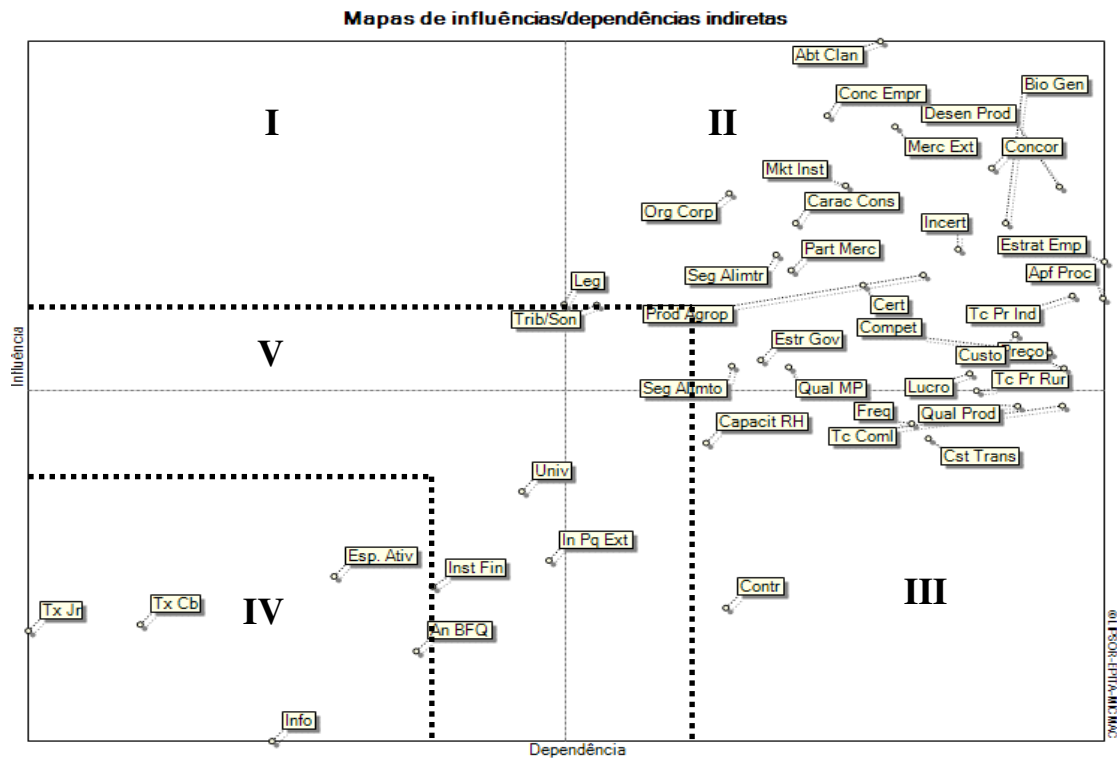 Mapas de influências/dependências indiretas
Abt Clan
Bio Gen
Conc Empr
I
II
Desen Prod
Merc Ext
Concor
Mkt Inst
Carac Cons
Org Corp
Incert
Part Merc
Estrat Emp
Seg Alimtr
Apf Proc
Leg
Trib/Son
Prod Agrop
Cert
Tc Pr Ind
Compet
V
Estr Gov
Custo
Preço
Influência
Seg Alimto
Qual MP
Lucro
Tc Pr Rur
Freq
Qual Prod
Capacit RH
Tc Coml
Cst Trans
Univ
In Pq Ext
Esp. Ativ
Inst Fin
Contr
III
IV
Tx Jr
Tx Cb
An BFQ
Info
Dependência
©LIPSOR-EPITA-MICMAC